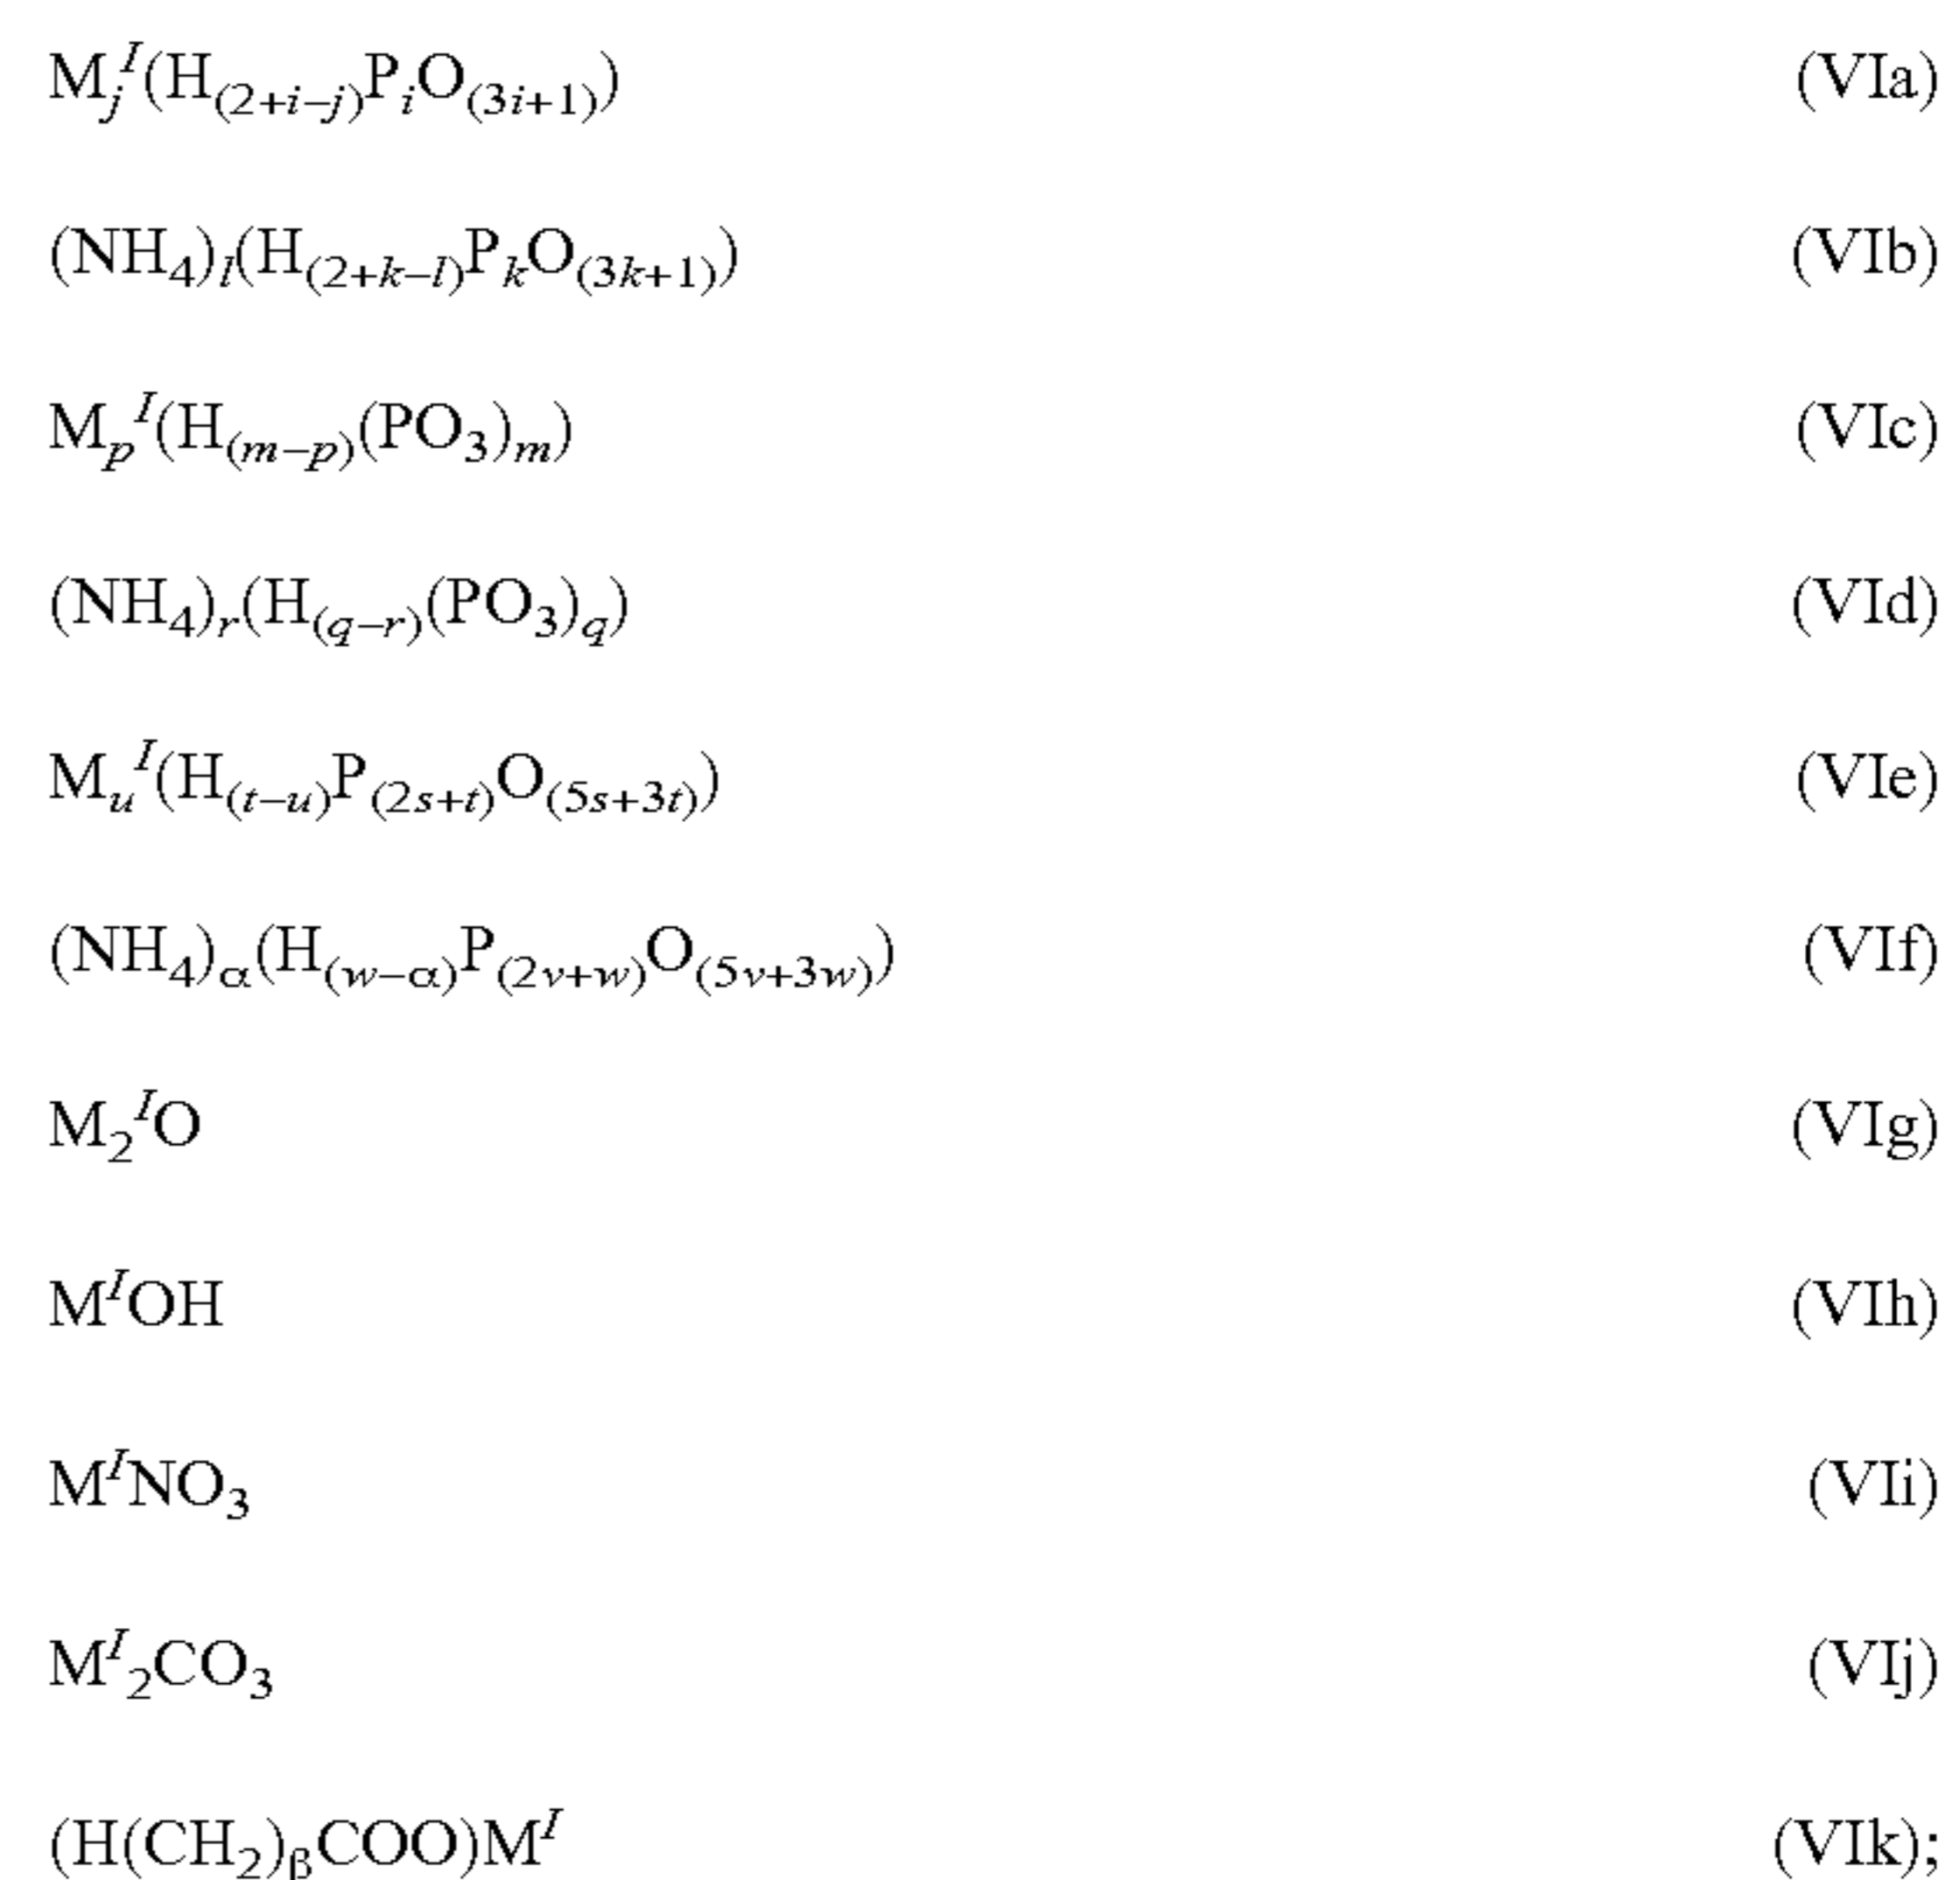 M_j^I(H_(2+i−j)P_iO_(3i+1)) (VIa)
(NH_4)_l(H_(2+k−l)P_kO_(3k+1)) (VIb)
M_p^I(H_(m−p)(PO_3)_m) (VIc)
(NH_4)_r(H_(q−r)(PO_3)_q) (VId)
M_u^I(H_(t−u)P_(2s+t)O_(5s+3t)) (VIe)
(NH_4)_α(H_(w−α)P_(2v+w)O_(5v+3w)) (VIf)
M_2^IO (VIg)
M^IOH (VIh)
M^INO_3 (VIi)
M^I_2CO_3 (VIj)
(H(CH_2)_βCOO)M^I (VIk);